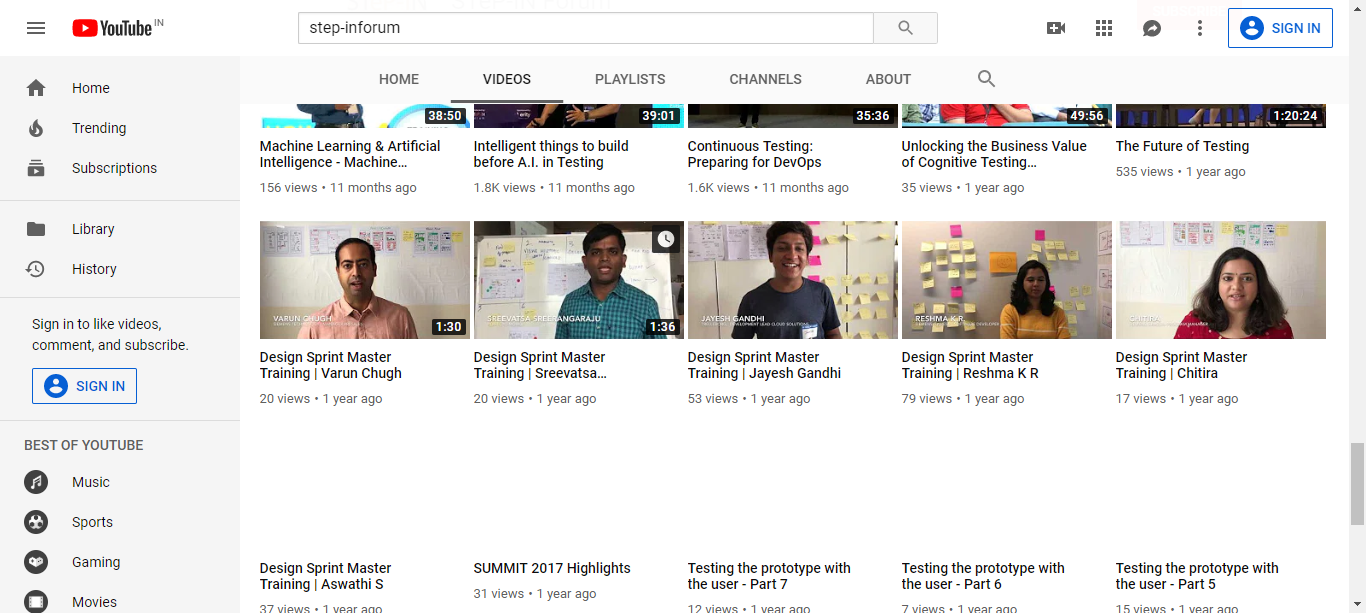 YouTube IN
step-inforum
SIGN IN
HOME VIDEOS PLAYLISTS CHANNELS ABOUT
Home
Trending
Subscriptions
Library
History
Sign in to like videos,
comment, and subscribe.
SIGN IN
BEST OF YOUTUBE
Music
Sports
Gaming
Movies
38:50
39:01
35:36
49:56
1:20:24
Machine Learning & Artificial
Intelligence - Machine...
156 views • 11 months ago
Intelligent things to build
before A.I. in Testing
1.8K views • 11 months ago
Continuous Testing:
Preparing for DevOps
1.6K views • 11 months ago
Unlocking the Business Value
of Cognitive Testing...
35 views • 1 year ago
The Future of Testing
535 views • 1 year ago
VARUN CHUGH
1:30
SREEVATSA SREERANGARAJU
1:36
JAYESH GANDHI
RESHMA K R
CHITIRA
Design Sprint Master
Training | Varun Chugh
20 views • 1 year ago
Design Sprint Master
Training | Sreevatsa...
20 views • 1 year ago
Design Sprint Master
Training | Jayesh Gandhi
53 views • 1 year ago
Design Sprint Master
Training | Reshma K R
79 views • 1 year ago
Design Sprint Master
Training | Chitira
17 views • 1 year ago
Design Sprint Master
Training | Aswathi S
37 views • 1 year ago
SUMMIT 2017 Highlights
31 views • 1 year ago
Testing the prototype with
the user - Part 7
12 views • 1 year ago
Testing the prototype with
the user - Part 6
7 views • 1 year ago
Testing the prototype with
the user - Part 5
15 views • 1 year ago